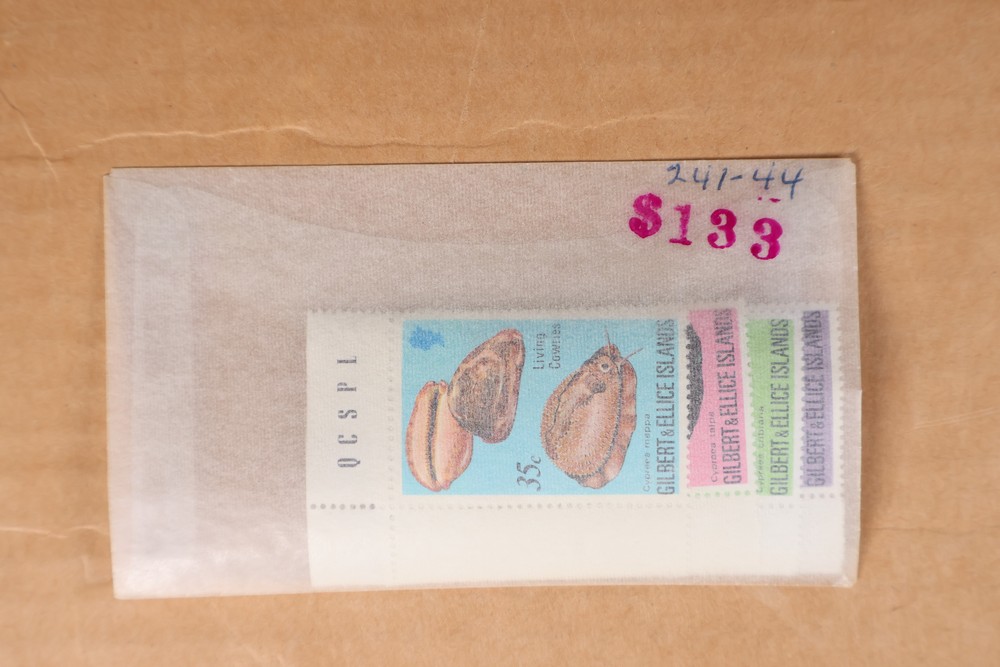 241-44
$133
QCSPL
Living
Cowries
35c
Cypraea mappa
GILBERT & ELLICE ISLANDS
GILBERT & ELLICE ISLANDS
GILBERT & ELLICE ISLANDS
GILBERT & ELLICE ISLANDS